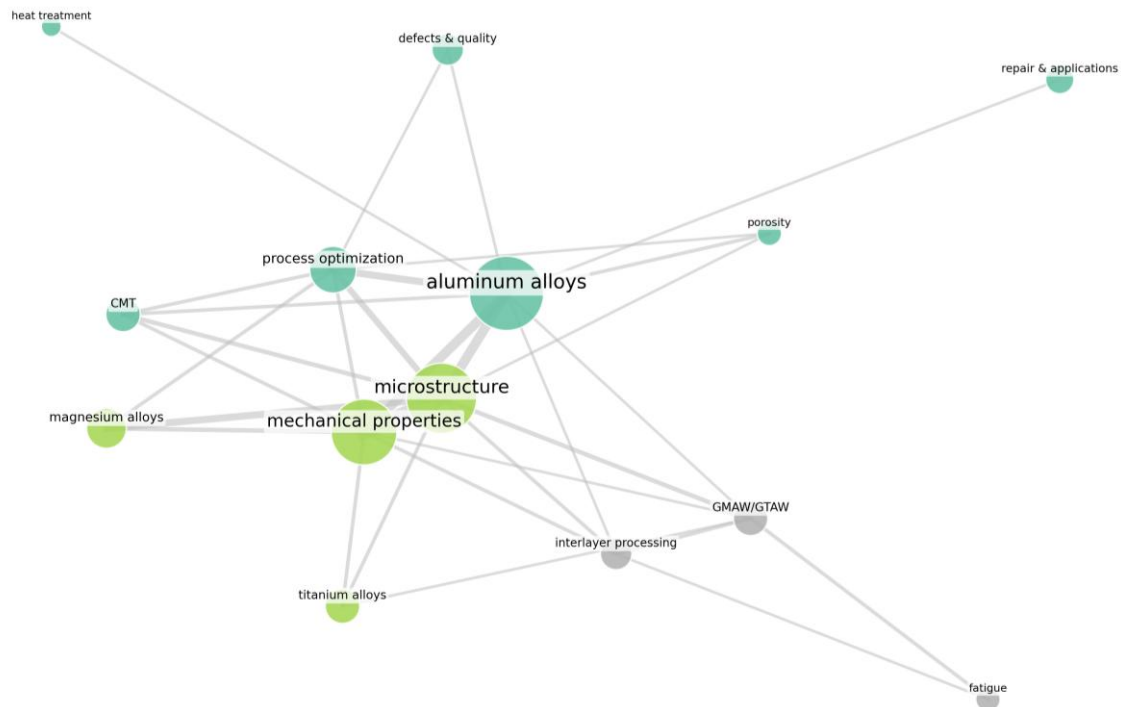 heat treatment
defects & quality
repair & applications
porosity
process optimization
aluminum alloys
CMT
microstructure
magnesium alloys
mechanical properties
GMAW/GTAW
interlayer processing
titanium alloys
fatigue